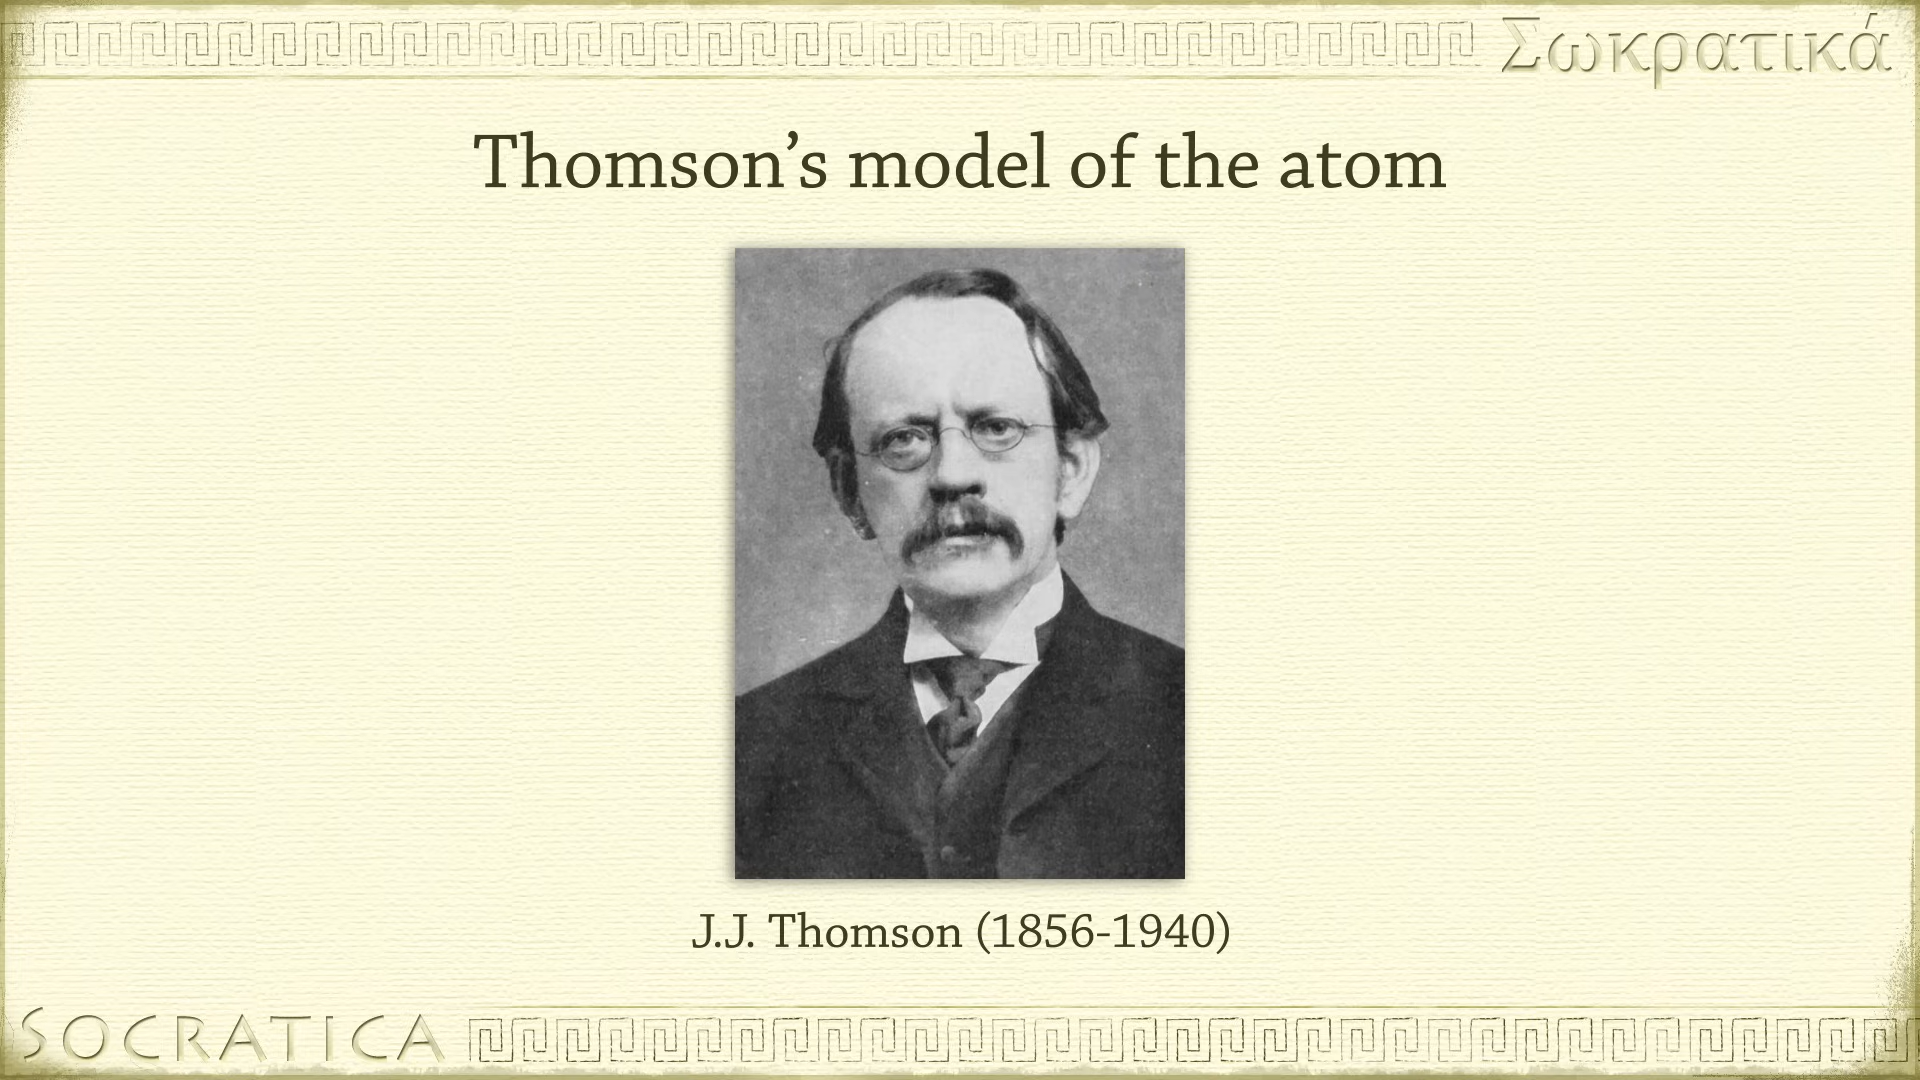 Σωκρατικά
Thomson’s model of the atom
J.J. Thomson (1856-1940)
SOCRATICA